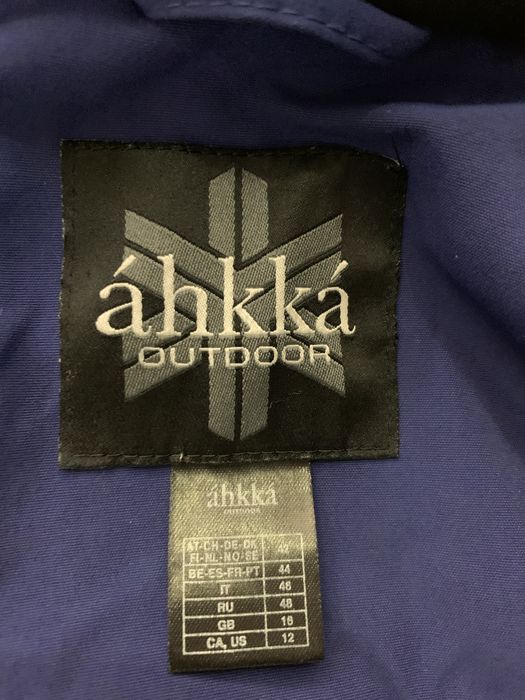 áhkká
OUTDOOR
áhkká
OUTDOOR
AT-CH-DE-DK
FI-NL-NO-SE
BE-ES-FR-PT 44
IT 46
RU 48
GB 16
CA, US 12